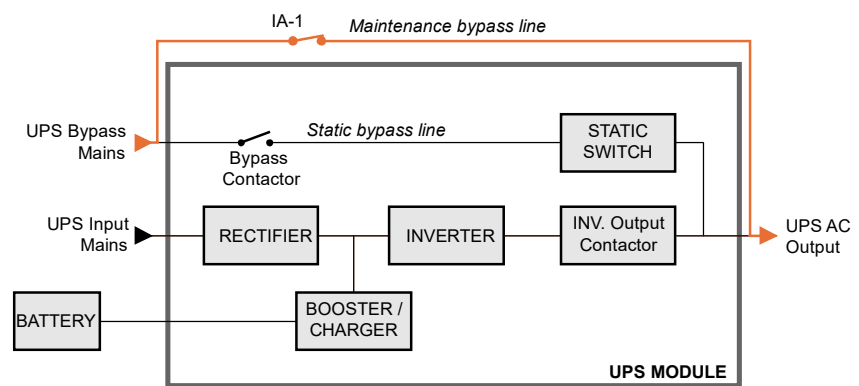 IA-1
Maintenance bypass line
UPS Bypass
Mains
Static bypass line
Bypass
Contactor
STATIC
SWITCH
UPS Input
Mains
RECTIFIER
INVERTER
INV. Output
Contactor
UPS AC
Output
BATTERY
BOOSTER /
CHARGER
UPS MODULE